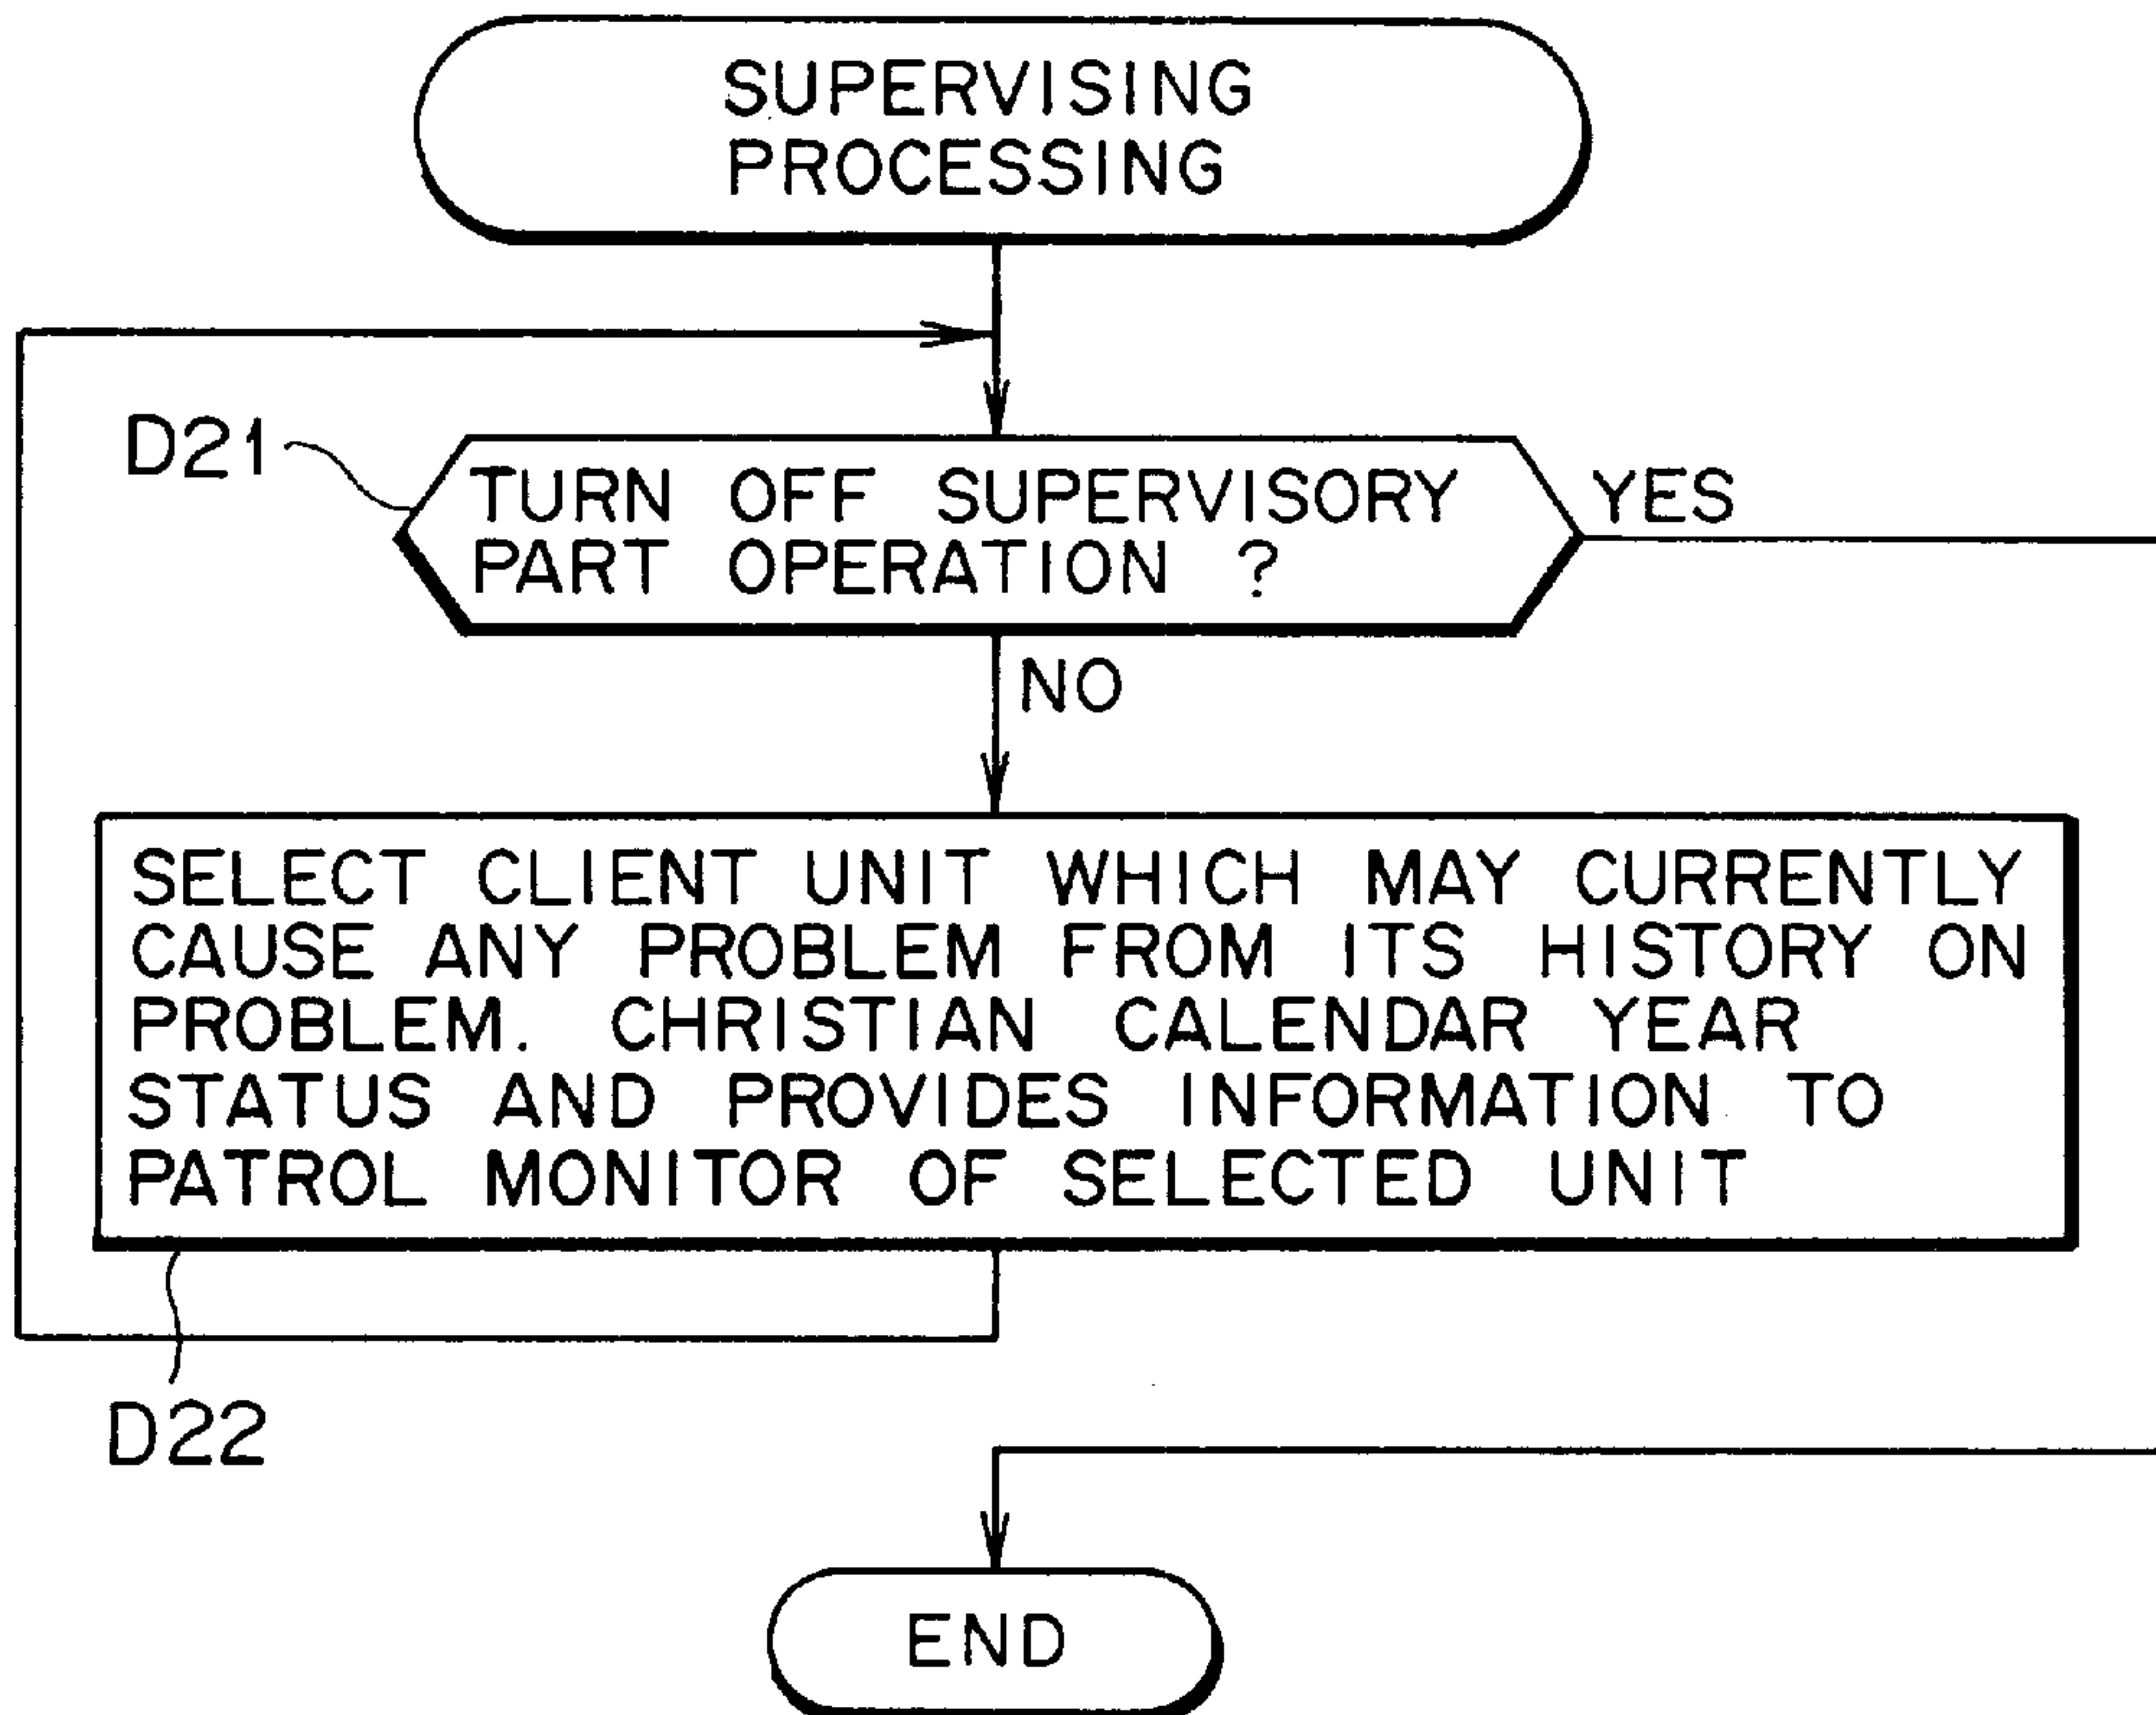 SUPERVISING
PROCESSING
D21
TURN OFF SUPERVISORY
PART OPERATION ?
YES
NO
SELECT CLIENT UNIT WHICH MAY CURRENTLY
CAUSE ANY PROBLEM FROM ITS HISTORY ON
PROBLEM. CHRISTIAN CALENDAR YEAR
STATUS AND PROVIDES INFORMATION TO
PATROL MONITOR OF SELECTED UNIT
D22
END